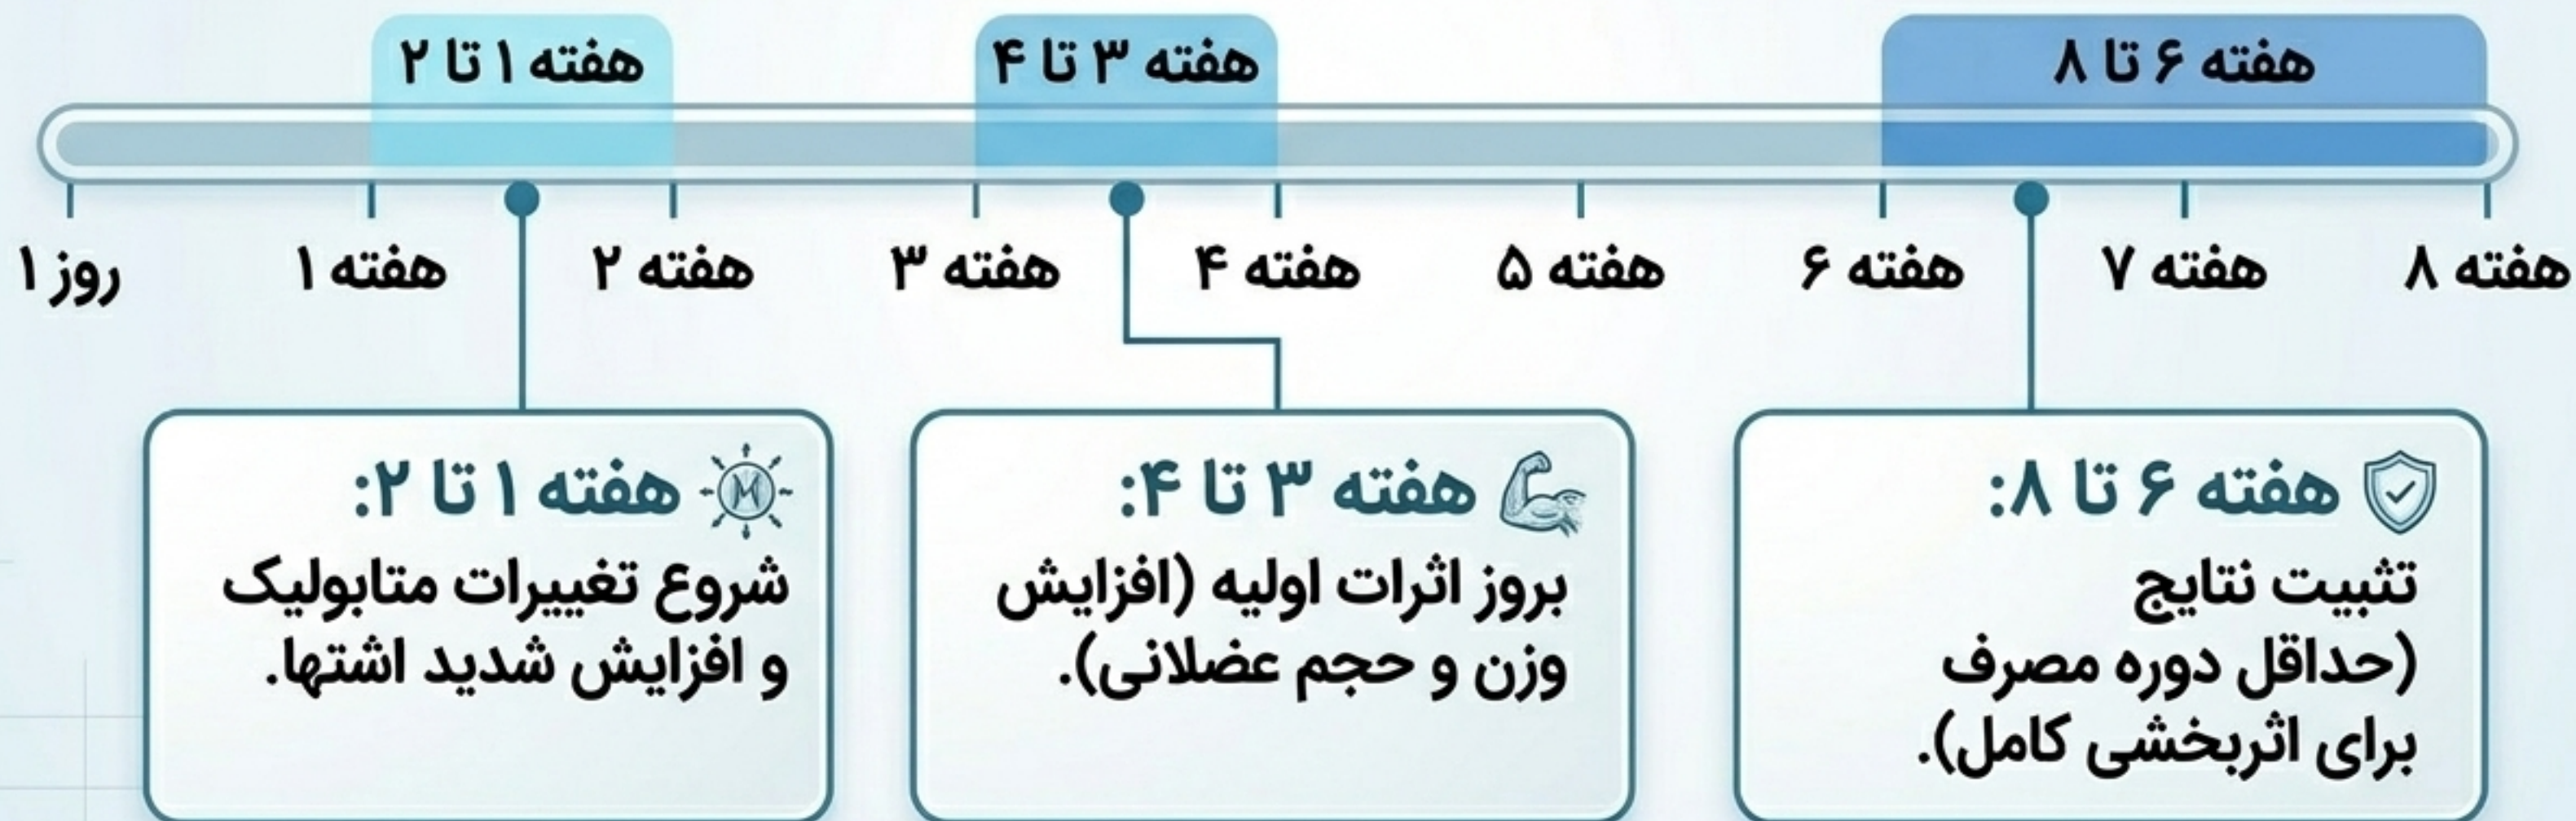 هفته ۱ تا ۲
هفته ۳ تا ۴
هفته ۶ تا ۸
روز ۱
هفته ۱
هفته ۲
هفته ۳
هفته ۴
هفته ۵
هفته ۶
هفته ۷
هفته ۸
M
هفته ۱ تا ۲:
شروع تغییرات متابولیک
و افزایش شدید اشتها.
هفته ۳ تا ۴:
بروز اثرات اولیه (افزایش
وزن و حجم عضلانی).
هفته ۶ تا ۸:
تثبیت نتایج
(حداقل دوره مصرف
برای اثربخشی کامل).